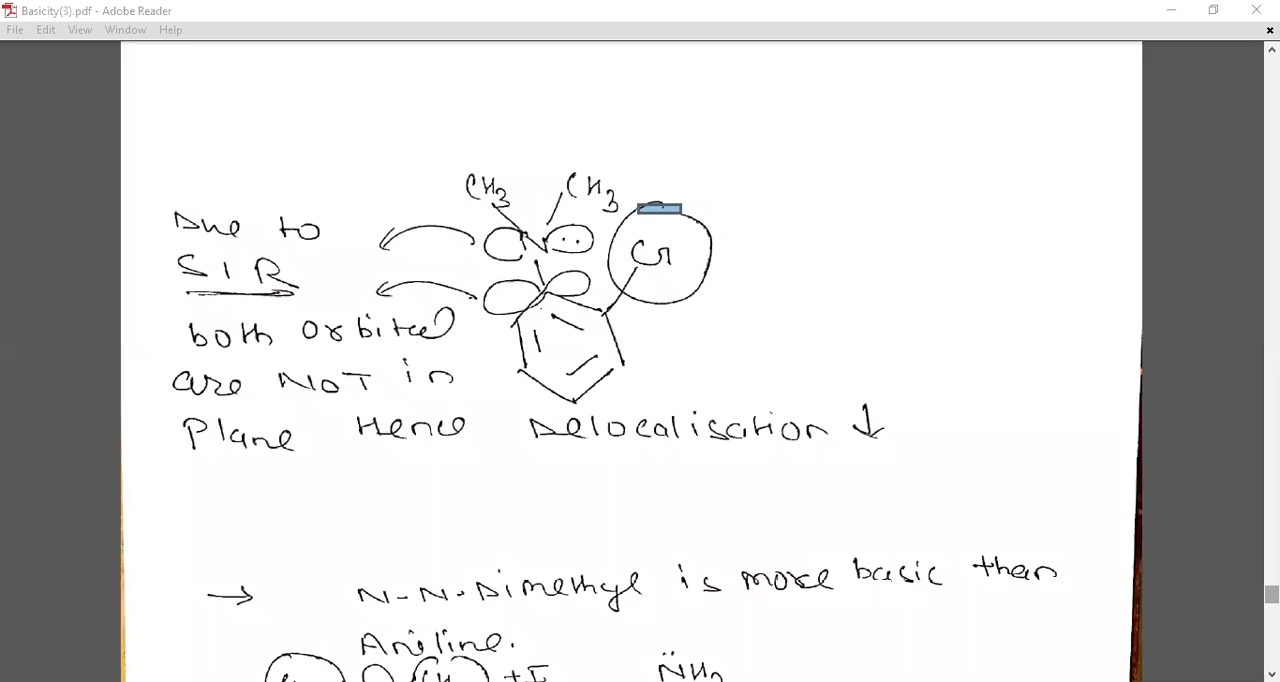 Basicity(3).pdf - Adobe Reader
File Edit View Window Help
CH3 CH3
Due to
SIR
both orbital
are NOT in
Plane Hence Delocalisation ↓
→ N-N-Dimethyl is more basic than
Aniline.
+I N̈H2